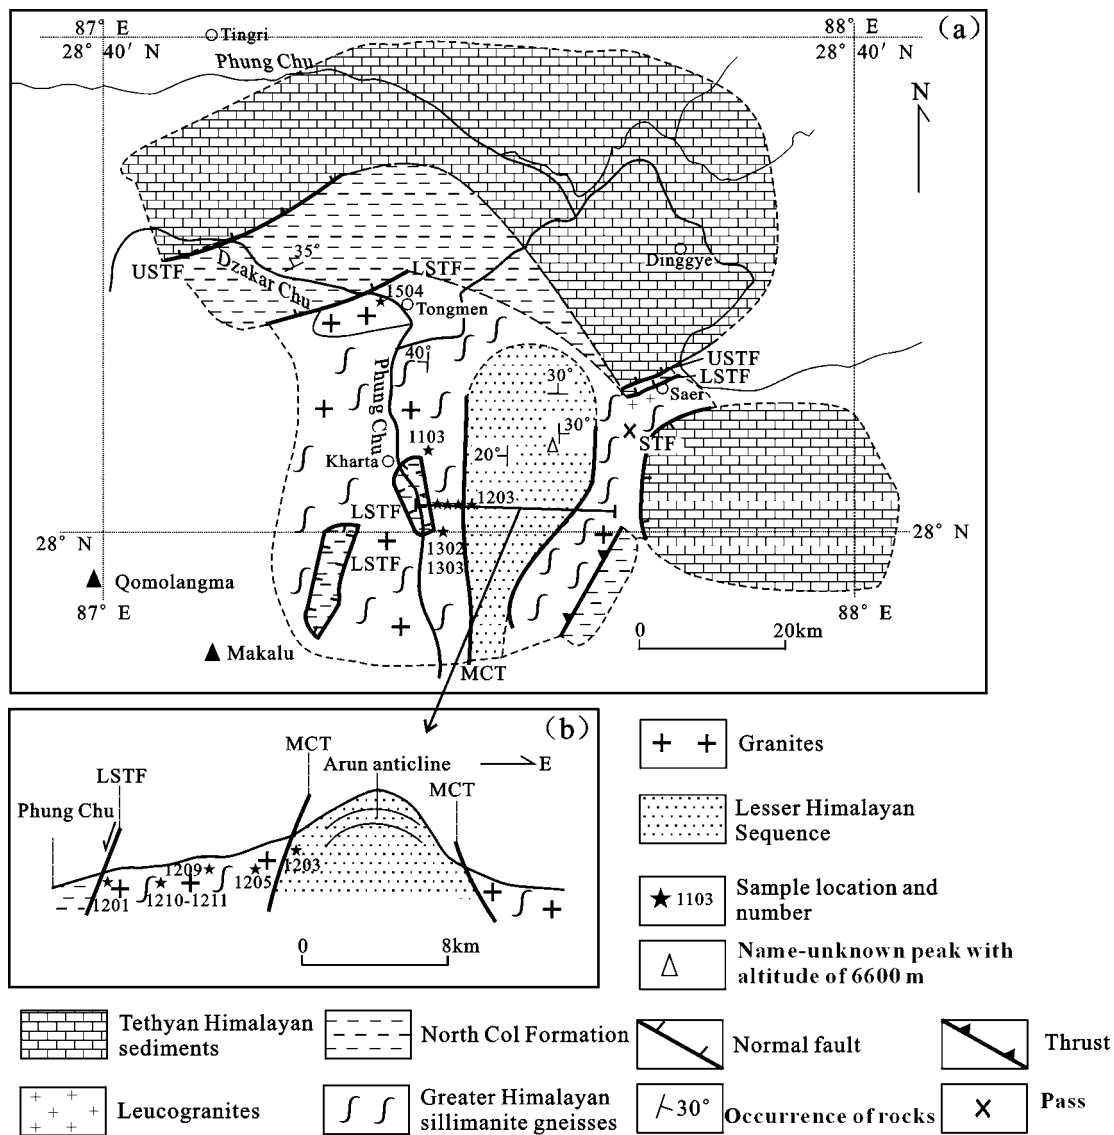 (a)
87° E
88° E
Tingri
28° 40′ N
28° 40′ N
Phung Chu
N
35°
Dinggye
USTF
Dzakar Chu
LSTF
1504
Tongmen
40°
Phung Chu
USTF
LSTF
30°
Saer
1103
30°
STF
Kharta
20°
1203
LSTF
28° N
28° N
1302
1303
LSTF
Qomolangma
87° E
88° E
0
20km
Makalu
MCT
(b)
MCT
Arun anticline
E
LSTF
MCT
Phung Chu
1209
1203
1205
1201
1210-1211
0
8km
Granites
Lesser Himalayan
Sequence
1103
Sample location and
number
Name-unknown peak with
altitude of 6600 m
Tethyan Himalayan
sediments
North Col Formation
Normal fault
Thrust
Leucogranites
Greater Himalayan
sillimanite gneisses
30°
Occurrence of rocks
Pass